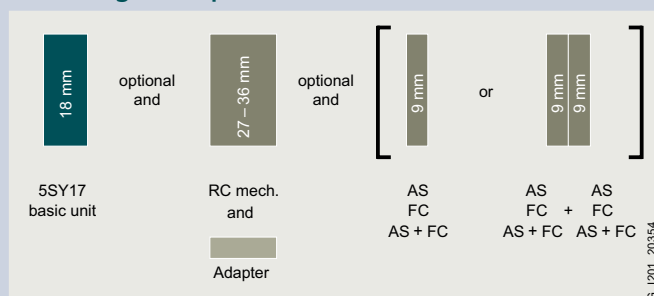 18 mm
optional
and
27 – 36 mm
optional
and
9 mm
or
9 mm
9 mm
5SY17
basic unit
RC mech.
and
Adapter
AS
FC
AS + FC
AS AS
FC + FC
AS + FC AS + FC